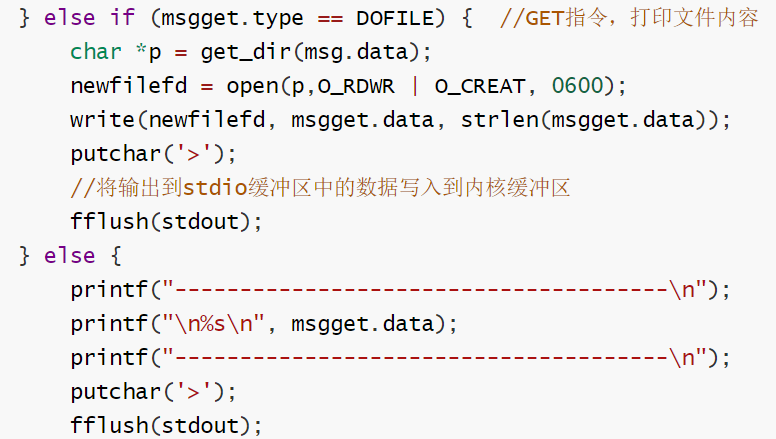 } else if (msgget.type == DOFILE) {  //GET指令，打印文件内容
    char *p = get_dir(msg.data);
    newfilefd = open(p,O_RDWR | O_CREAT, 0600);
    write(newfilefd, msgget.data, strlen(msgget.data));
    putchar('>');
    //将输出到stdio缓冲区中的数据写入到内核缓冲区
    fflush(stdout);
} else {
    printf("--------------------------------------\n");
    printf("\n%s\n", msgget.data);
    printf("--------------------------------------\n");
    putchar('>');
    fflush(stdout);